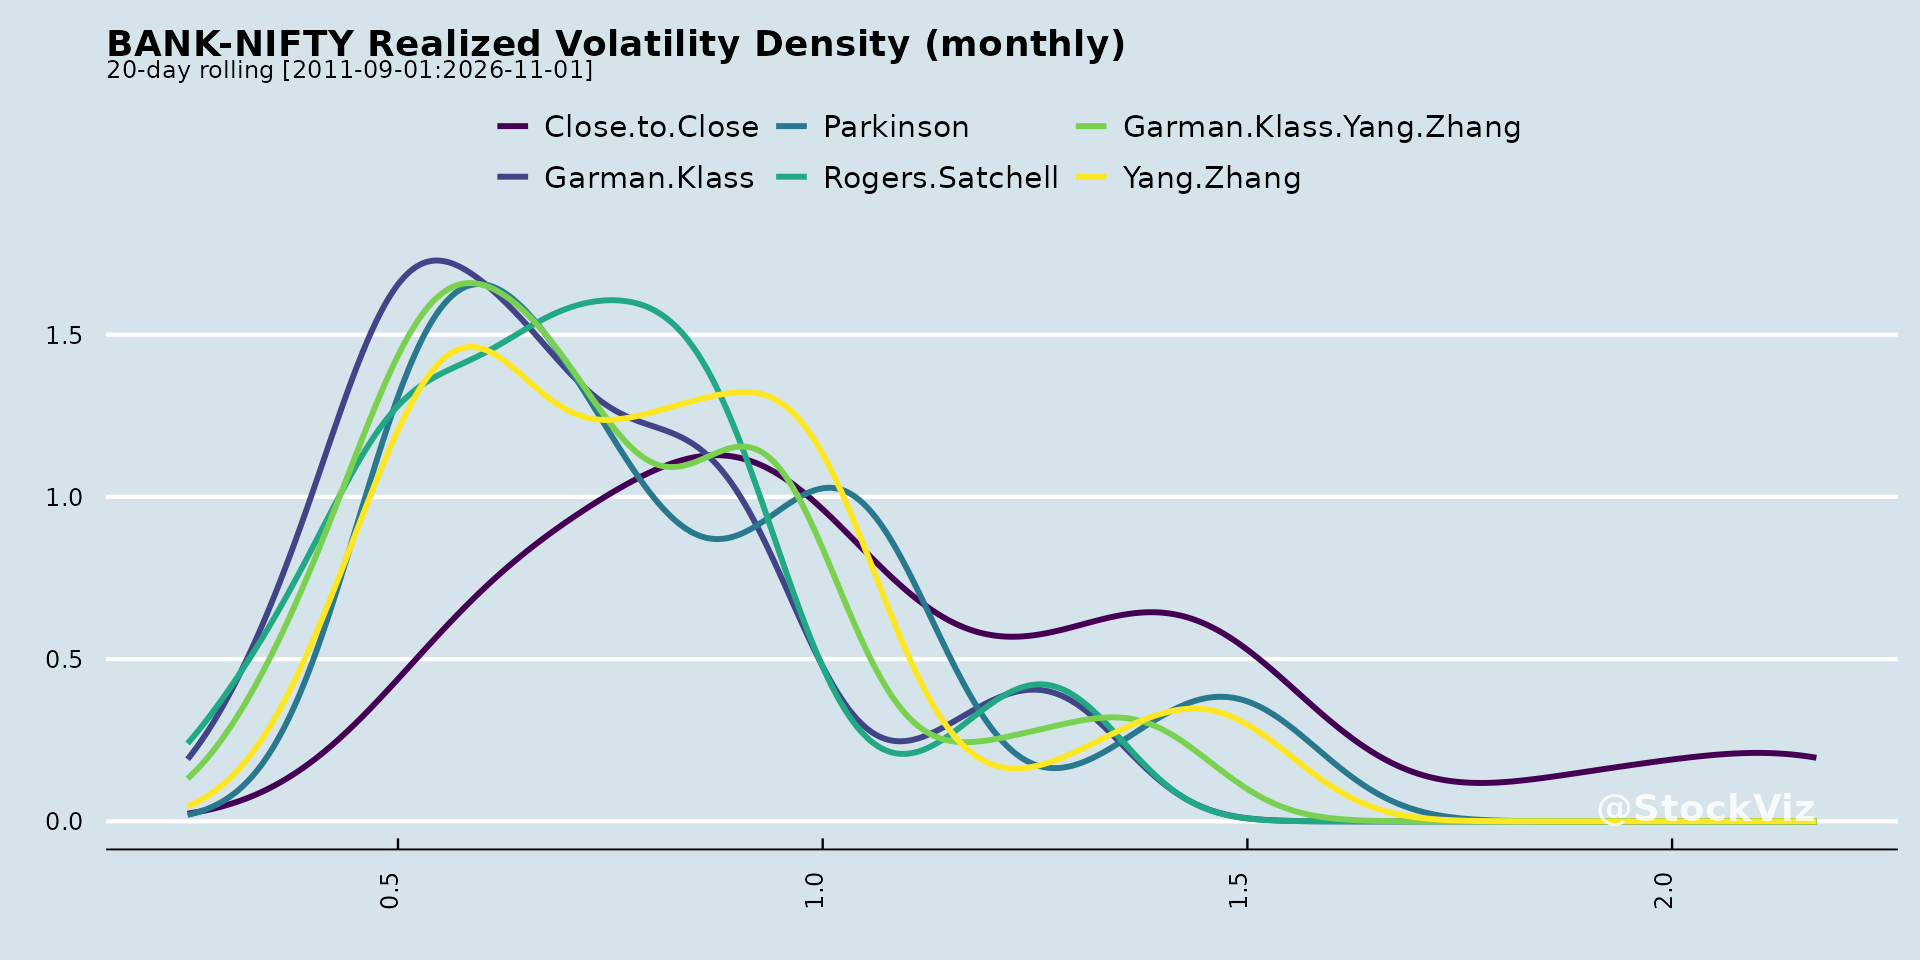 BANK-NIFTY Realized Volatility Density (monthly)
20-day rolling [2011-09-01:2026-11-01]
Close.to.Close Parkinson Garman.Klass.Yang.Zhang
Garman.Klass Rogers.Satchell Yang.Zhang
1.5
1.0
0.5
0.0
@StockViz
0.5 1.0 1.5 2.0